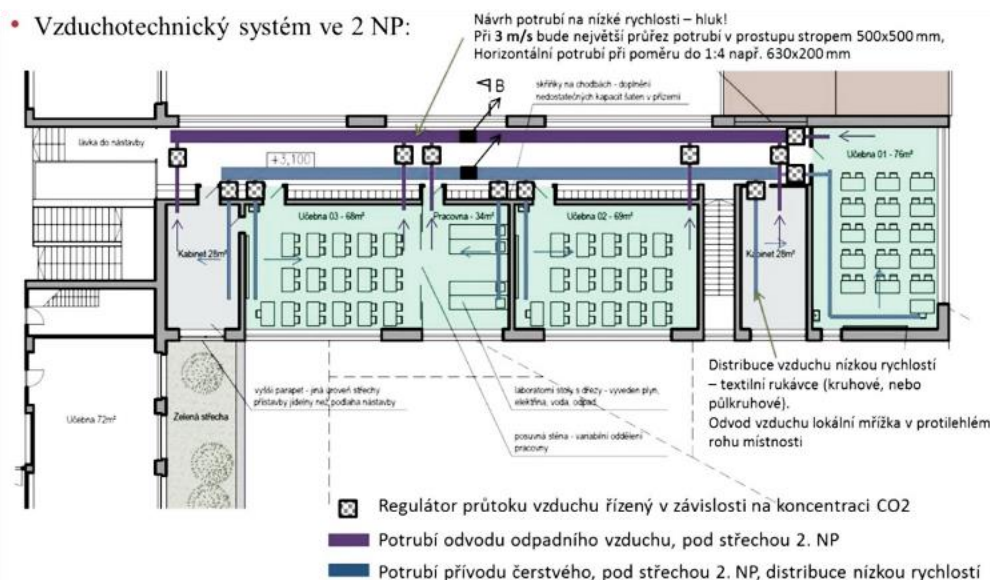 • Vzduchotechnický systém ve 2 NP:
Návrh potrubí na nízké rychlosti – hluk!
Při 3 m/s bude největší průřez potrubí v prostupu stropem 500x500 mm,
Horizontální potrubí při poměru do 1:4 např. 630x200 mm
B
skříňky na chodbách - doplnění
nedostatečných kapacit šaten v přízemí
lávka do nástavby
+3,100
Učebna 01 - 76m²
Učebna 03 - 68m²
Pracovna - 34m²
Učebna 02 - 69m²
Kabinet 28m²
Kabinet 28m²
Učebna 72m²
Zelená střecha
vyšší parapet - jiná úroveň střechy
přístavby jídelny než podlaha nástavby
laboratorní stoly s dřezy - vyveden plyn,
elektřina, voda, odpad
posuvná stěna - variabilní oddělení
pracovny
Distribuce vzduchu nízkou rychlostí
– textilní rukávce (kruhové, nebo
půlkruhové).
Odvod vzduchu lokální mřížka v protilehlém
rohu místnosti
Regulátor průtoku vzduchu řízený v závislosti na koncentraci CO2
Potrubí odvodu odpadního vzduchu, pod střechou 2. NP
Potrubí přívodu čerstvého, pod střechou 2. NP, distribuce nízkou rychlostí